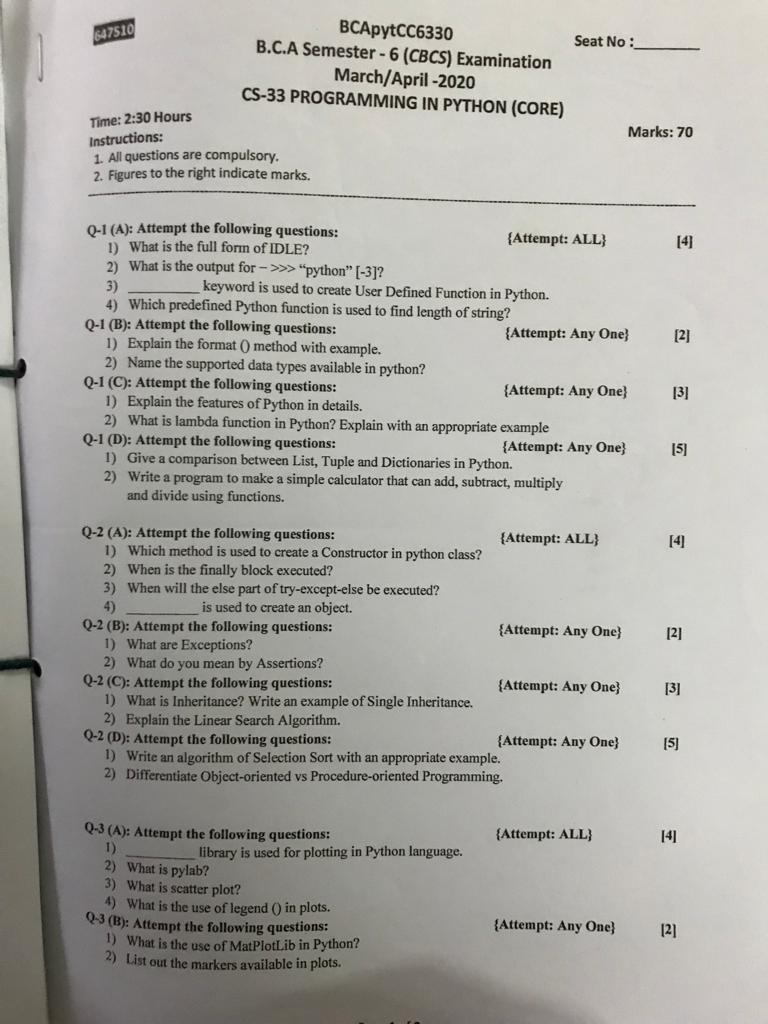 647510
BCApytCC6330
Seat No :_________
B.C.A Semester - 6 (CBCS) Examination
March/April -2020
CS-33 PROGRAMMING IN PYTHON (CORE)
Time: 2:30 Hours
Marks: 70
Instructions:
1. All questions are compulsory.
2. Figures to the right indicate marks.
Q-1 (A): Attempt the following questions: {Attempt: ALL} [4]
1) What is the full form of IDLE?
2) What is the output for – >>> “python” [-3]?
3) __________ keyword is used to create User Defined Function in Python.
4) Which predefined Python function is used to find length of string?
Q-1 (B): Attempt the following questions: {Attempt: Any One} [2]
1) Explain the format () method with example.
2) Name the supported data types available in python?
Q-1 (C): Attempt the following questions: {Attempt: Any One} [3]
1) Explain the features of Python in details.
2) What is lambda function in Python? Explain with an appropriate example
Q-1 (D): Attempt the following questions: {Attempt: Any One} [5]
1) Give a comparison between List, Tuple and Dictionaries in Python.
2) Write a program to make a simple calculator that can add, subtract, multiply
and divide using functions.
Q-2 (A): Attempt the following questions: {Attempt: ALL} [4]
1) Which method is used to create a Constructor in python class?
2) When is the finally block executed?
3) When will the else part of try-except-else be executed?
4) __________ is used to create an object.
Q-2 (B): Attempt the following questions: {Attempt: Any One} [2]
1) What are Exceptions?
2) What do you mean by Assertions?
Q-2 (C): Attempt the following questions: {Attempt: Any One} [3]
1) What is Inheritance? Write an example of Single Inheritance.
2) Explain the Linear Search Algorithm.
Q-2 (D): Attempt the following questions: {Attempt: Any One} [5]
1) Write an algorithm of Selection Sort with an appropriate example.
2) Differentiate Object-oriented vs Procedure-oriented Programming.
Q-3 (A): Attempt the following questions: {Attempt: ALL} [4]
1) __________ library is used for plotting in Python language.
2) What is pylab?
3) What is scatter plot?
4) What is the use of legend () in plots.
Q-3 (B): Attempt the following questions: {Attempt: Any One} [2]
1) What is the use of MatPlotLib in Python?
2) List out the markers available in plots.